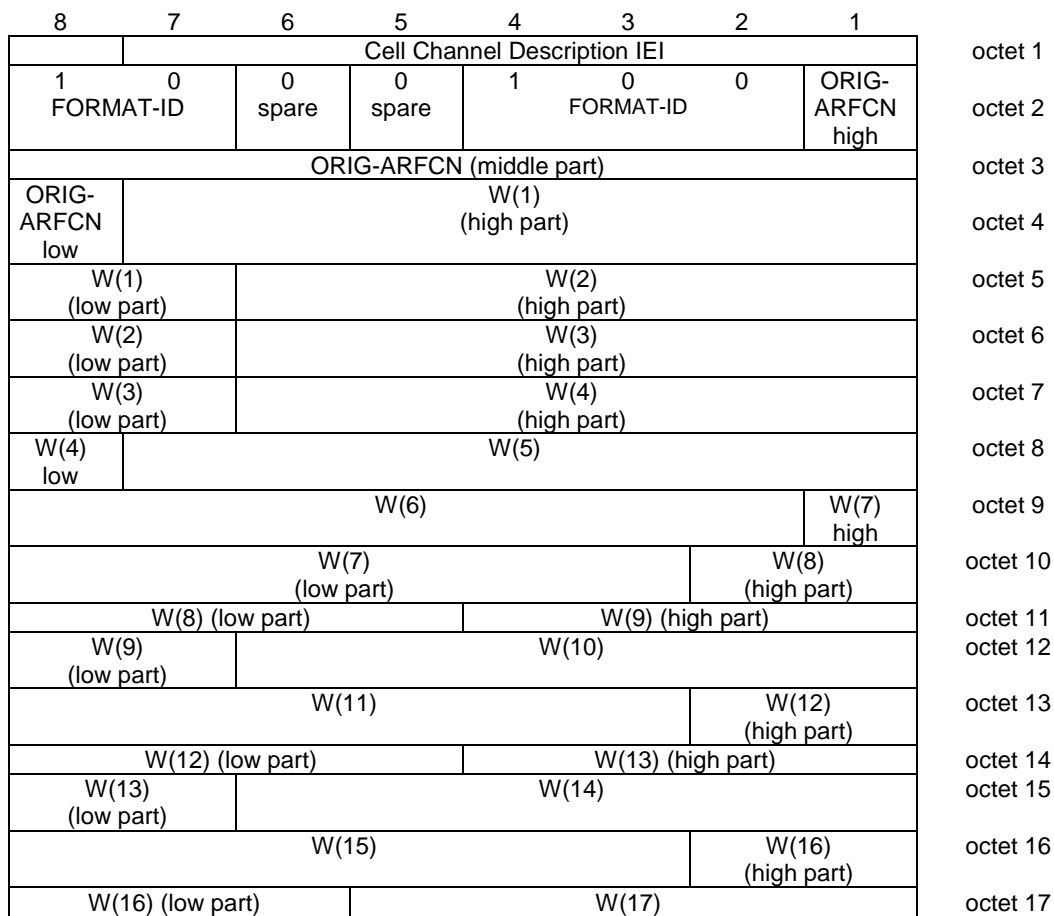 8 7 6 5 4 3 2 1
Cell Channel Description IEI octet 1
1 0 0 0 1 0 0 ORIG-
FORMAT-ID spare spare FORMAT-ID ARFCN octet 2
high
ORIG-ARFCN (middle part) octet 3
ORIG- W(1)
ARFCN (high part) octet 4
low
W(1) W(2) octet 5
(low part) (high part)
W(2) W(3) octet 6
(low part) (high part)
W(3) W(4) octet 7
(low part) (high part)
W(4) W(5) octet 8
low
W(6) W(7) octet 9
high
W(7) W(8) octet 10
(low part) (high part)
W(8) (low part) W(9) (high part) octet 11
W(9) W(10) octet 12
(low part)
W(11) W(12) octet 13
(high part)
W(12) (low part) W(13) (high part) octet 14
W(13) W(14) octet 15
(low part)
W(15) W(16) octet 16
(high part)
W(16) (low part) W(17) octet 17